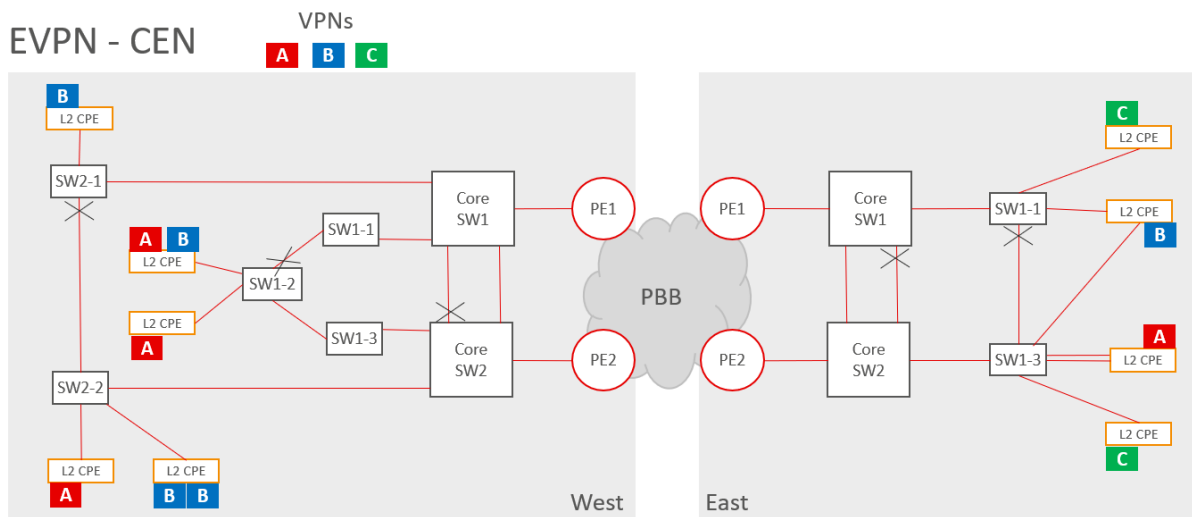 VPNs
EVPN - CEN
A B C
B
L2 CPE
SW2-1
A B
L2 CPE
L2 CPE
A
SW1-1
SW1-2
SW1-3
Core
SW1
Core
SW2
PE1
PE2
SW2-2
L2 CPE
A
L2 CPE
B B
West
PBB
PE1
PE2
Core
SW1
Core
SW2
SW1-1
SW1-3
C
L2 CPE
L2 CPE
B
A
L2 CPE
L2 CPE
C
East